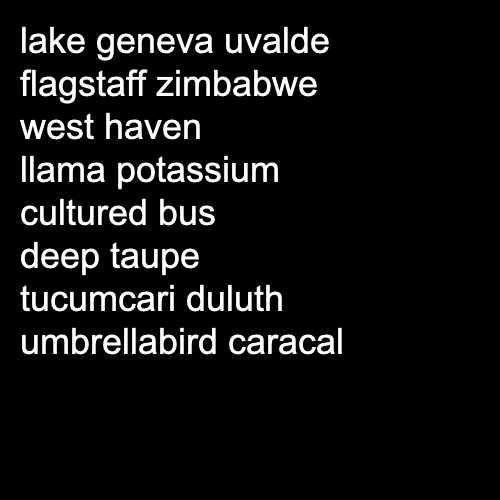 lake geneva uvalde
flagstaff zimbabwe
west haven
llama potassium
cultured bus
deep taupe
tucumcari duluth
umbrellabird caracal